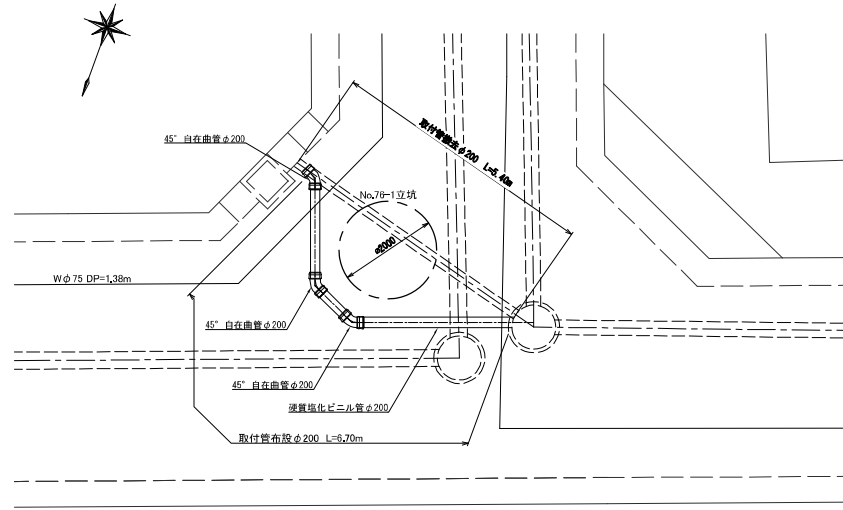 45° 自在曲管φ200
取付管撤去φ200 L=5.40m
No.76-1立坑
ø2000
Wφ75 DP=1.38m
45° 自在曲管φ200
45° 自在曲管φ200
硬質塩化ビニル管φ200
取付管布設φ200 L=6.70m